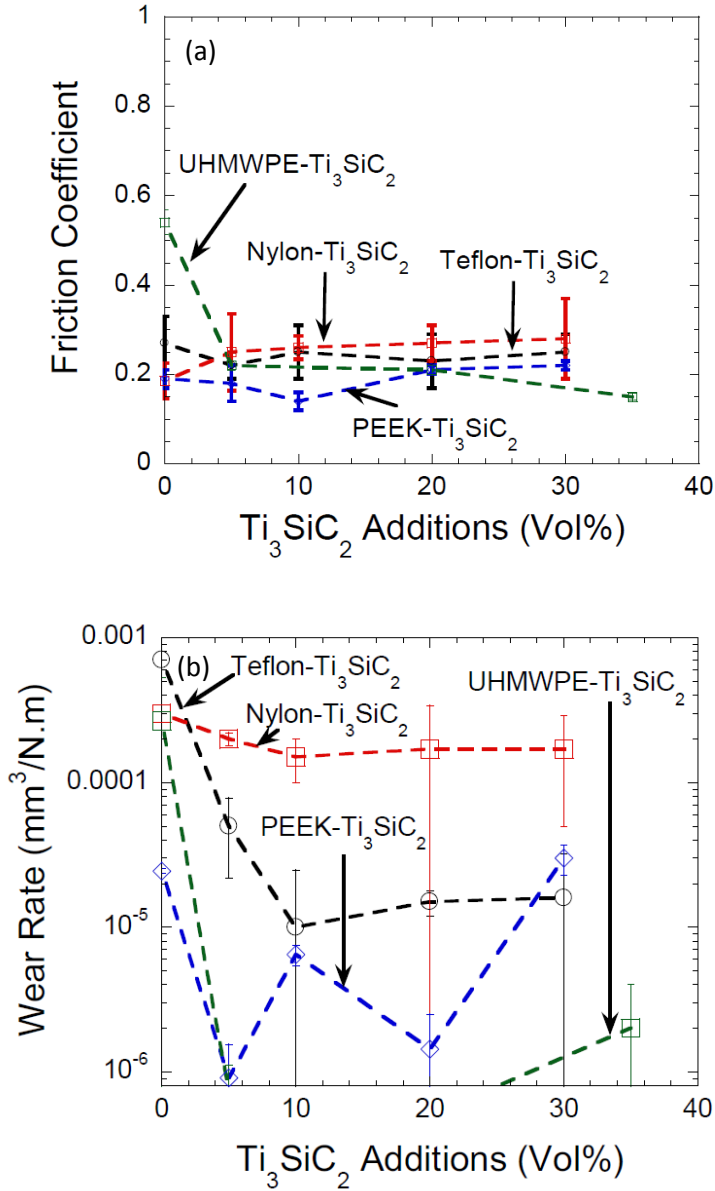 (a)
1
0.8
0.6
0.4
0.2
0
Friction Coefficient
UHMWPE-Ti₃SiC₂
Nylon-Ti₃SiC₂
Teflon-Ti₃SiC₂
PEEK-Ti₃SiC₂
0 10 20 30 40
Ti₃SiC₂ Additions (Vol%)
(b)
0.001
0.0001
10⁻⁵
10⁻⁶
Wear Rate (mm³/N.m)
Teflon-Ti₃SiC₂
UHMWPE-Ti₃SiC₂
Nylon-Ti₃SiC₂
PEEK-Ti₃SiC₂
0 10 20 30 40
Ti₃SiC₂ Additions (Vol%)